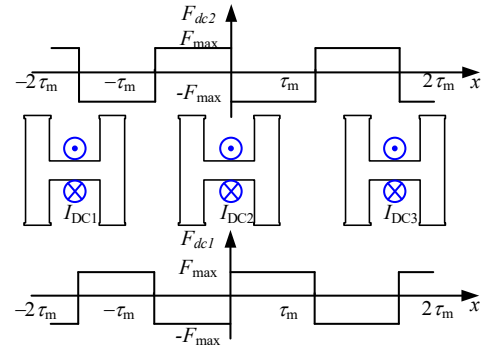 F_dc2
F_max
−2τ_m −τ_m τ_m 2τ_m x
-F_max
I_DC1 I_DC2 I_DC3
F_dc1
F_max
−2τ_m −τ_m τ_m 2τ_m x
-F_max